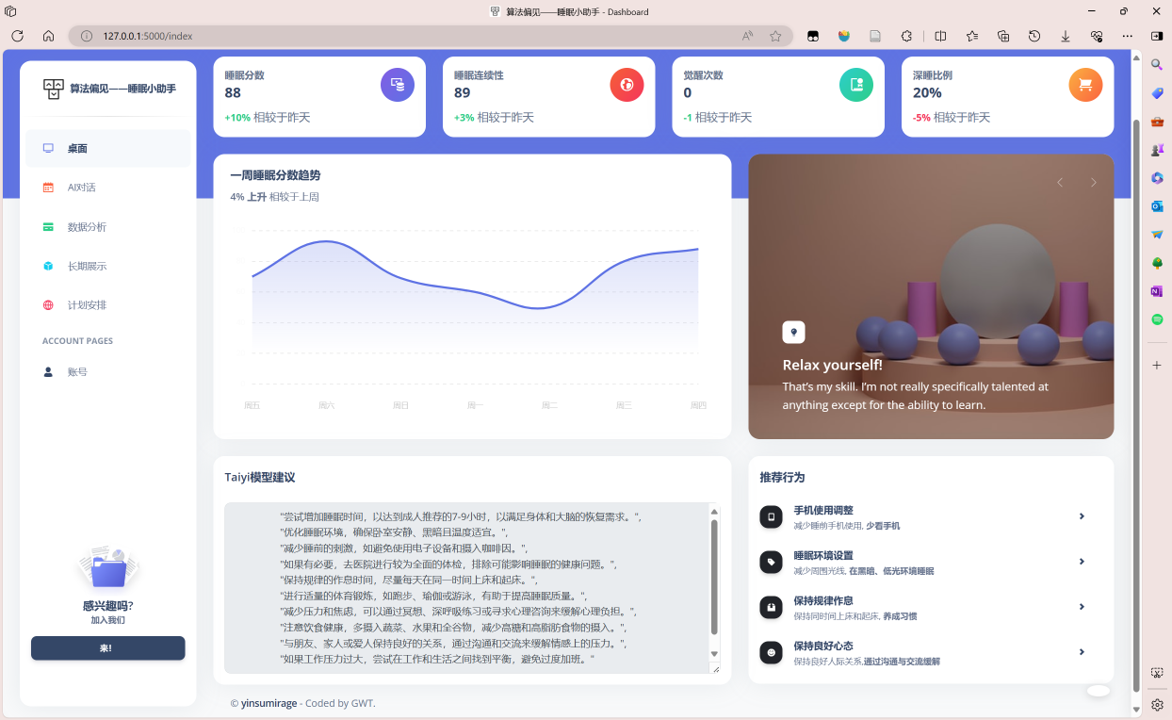 算法偏见——睡眠小助手 - Dashboard
127.0.0.1:5000/index
算法偏见——睡眠小助手
桌面
AI对话
数据分析
长期展示
计划安排
ACCOUNT PAGES
账号
感兴趣吗?
加入我们
来!
睡眠分数
88
+10% 相较于昨天
睡眠连续性
89
+3% 相较于昨天
觉醒次数
0
-1 相较于昨天
深睡比例
20%
-5% 相较于昨天
一周睡眠分数趋势
4% 上升 相较于上周
周五 周六 周日 周一 周二 周三 周四
Relax yourself!
That's my skill. I'm not really specifically talented at
anything except for the ability to learn.
Taiyi模型建议
"尝试增加睡眠时间，以达到成人推荐的7-9小时，以满足身体和大脑的恢复需求。",
"优化睡眠环境，确保卧室安静、黑暗且温度适宜。",
"减少睡前的刺激，如避免使用电子设备和摄入咖啡因。",
"如果有必要，去医院进行较为全面的体检，排除可能影响睡眠的健康问题。",
"保持规律的作息时间，尽量每天在同一时间上床和起床。",
"进行适量的体育锻炼，如跑步、瑜伽或游泳，有助于提高睡眠质量。",
"减少压力和焦虑，可以通过冥想、深呼吸练习或寻求心理咨询来缓解心理负担。",
"注意饮食健康，多摄入蔬菜、水果和全谷物，减少高糖和高脂肪食物的摄入。",
"与朋友、家人或爱人保持良好的关系，通过沟通和交流来缓解情感上的压力。",
"如果工作压力过大，尝试在工作和生活之间找到平衡，避免过度加班。"
推荐行为
手机使用调整
减少睡前手机使用, 少看手机
睡眠环境设置
减少周围光线, 在黑暗、低光环境睡眠
保持规律作息
保持同时间上床和起床, 养成习惯
保持良好心态
保持良好人际关系,通过沟通与交流缓解
© yinsumirage - Coded by GWT.